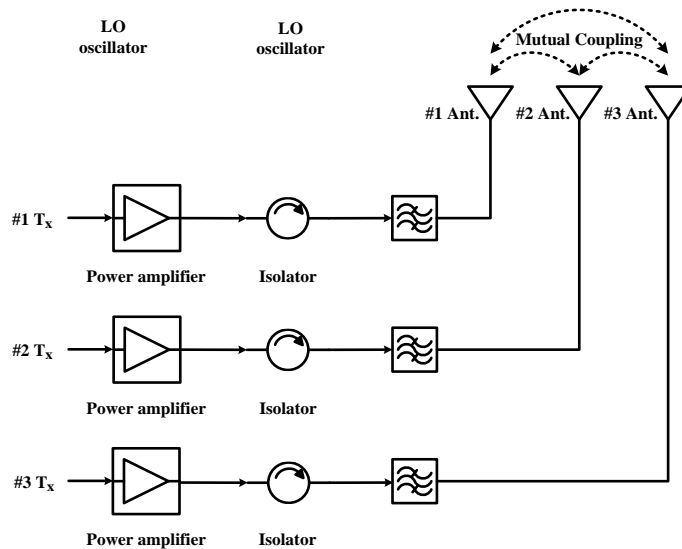 LO
oscillator
LO
oscillator
Mutual Coupling
#1 Ant.
#2 Ant.
#3 Ant.
#1 Tx
Power amplifier
Isolator
#2 Tx
Power amplifier
Isolator
#3 Tx
Power amplifier
Isolator